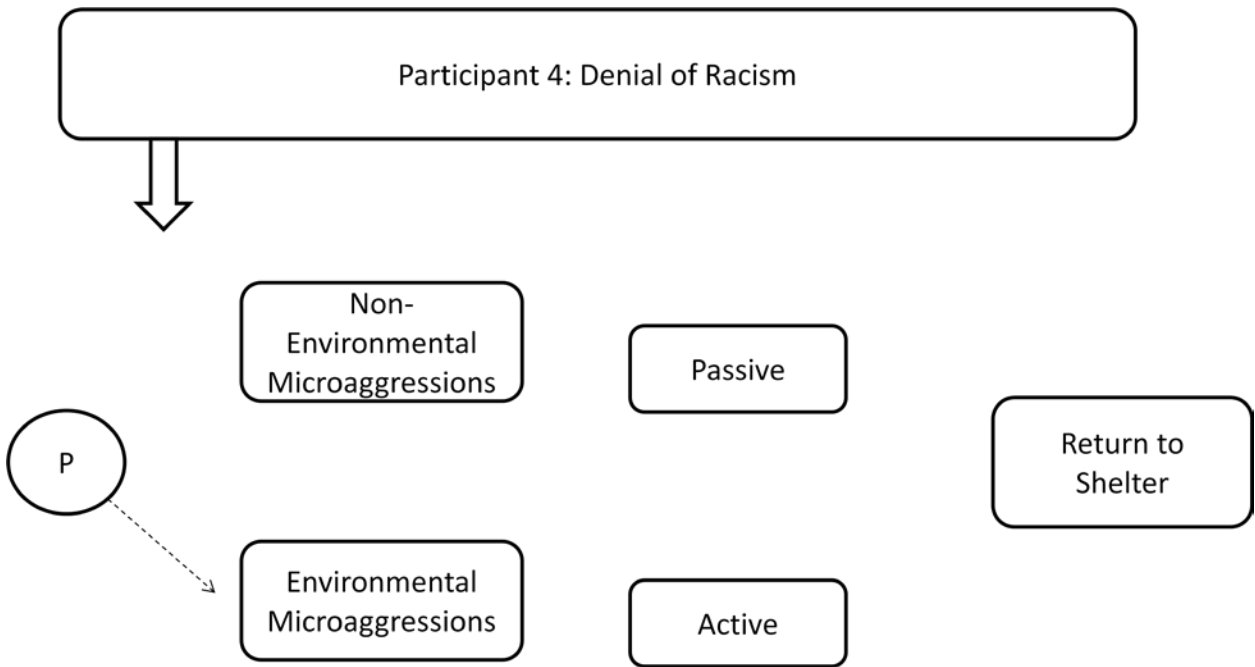 Participant 4: Denial of Racism
Non-
Environmental
Microaggressions
Passive
P
Return to
Shelter
Environmental
Microaggressions
Active